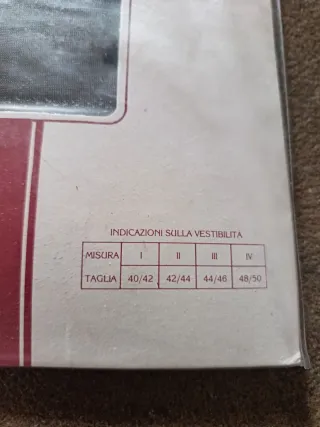 INDICAZIONI SULLA VESTIBILITÀ
MISURA I II III IV
TAGLIA 40/42 42/44 44/46 48/50